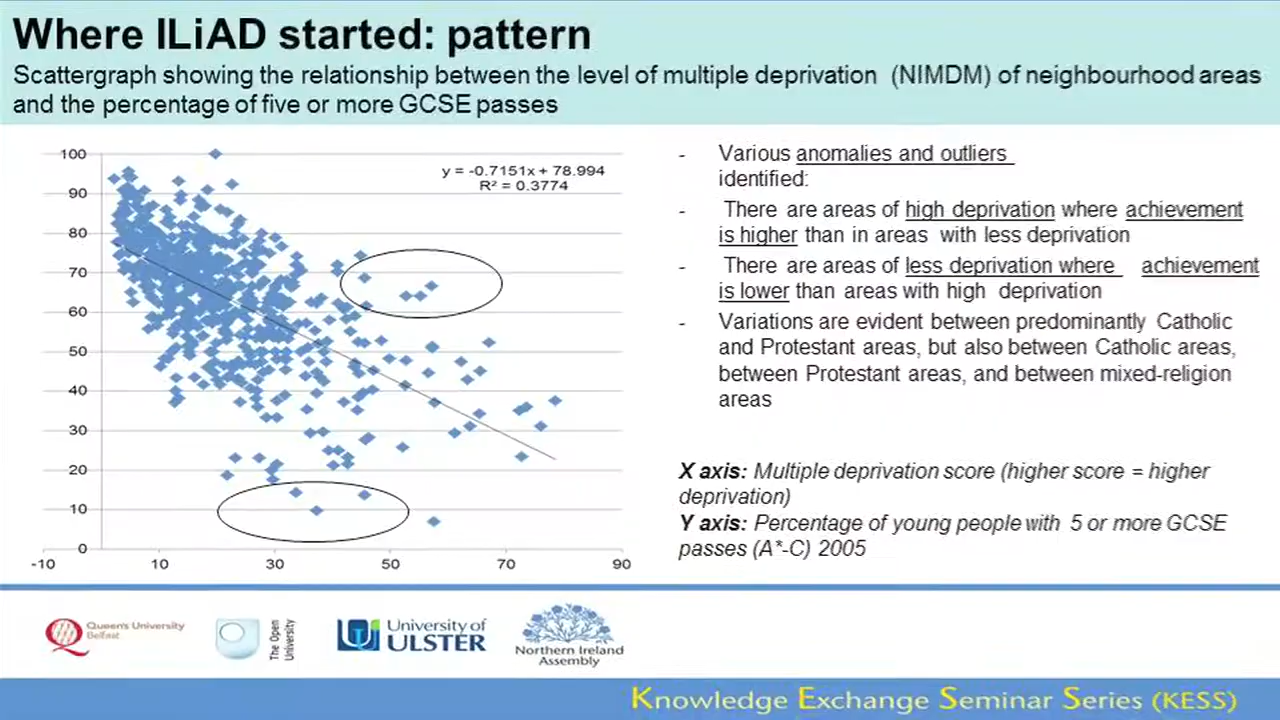 Where ILiAD started: pattern
Scattergraph showing the relationship between the level of multiple deprivation (NIMDM) of neighbourhood areas
and the percentage of five or more GCSE passes
100
90
80
70
60
50
40
30
20
10
0
-10
10
30
50
70
90
y = -0.7151x + 78.994
R² = 0.3774
- Various anomalies and outliers
identified:
- There are areas of high deprivation where achievement
is higher than in areas with less deprivation
- There are areas of less deprivation where achievement
is lower than areas with high deprivation
- Variations are evident between predominantly Catholic
and Protestant areas, but also between Catholic areas,
between Protestant areas, and between mixed-religion
areas
X axis: Multiple deprivation score (higher score = higher
deprivation)
Y axis: Percentage of young people with 5 or more GCSE
passes (A*-C) 2005
Queen's University
Belfast
The Open
University
University of
ULSTER
Northern Ireland
Assembly
Knowledge Exchange Seminar Series (KESS)